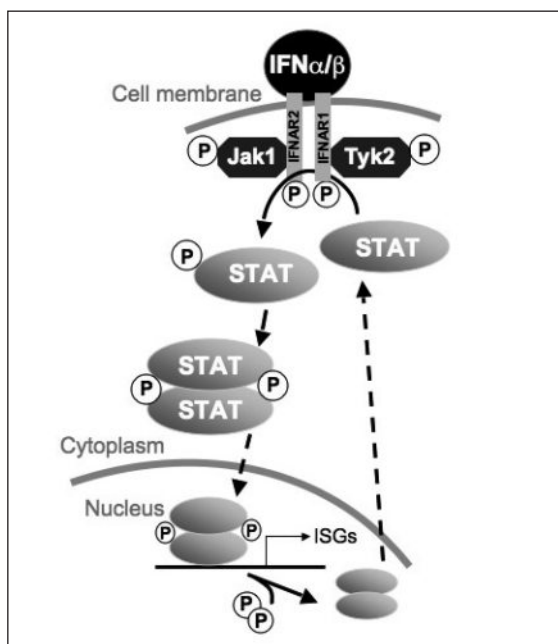 IFNα/β
Cell membrane
IFNAR2
IFNAR1
P
Jak1
Tyk2
P
P
P
P
STAT
STAT
STAT
P
P
STAT
Cytoplasm
Nucleus
P
P
ISGs
P
P